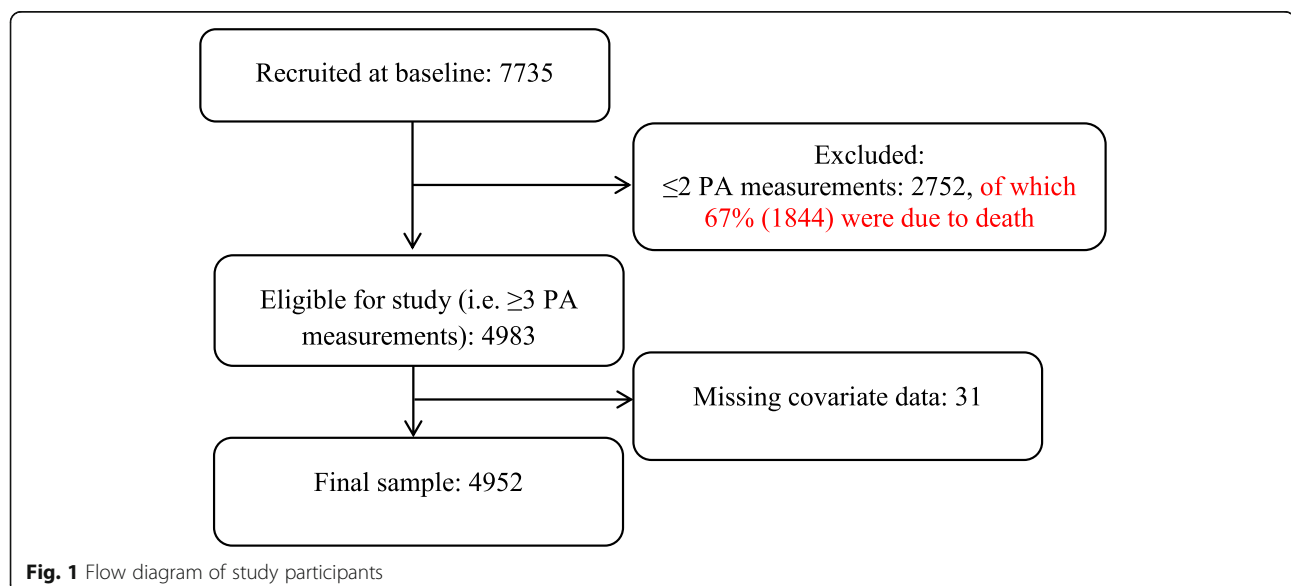 Recruited at baseline: 7735
Excluded:
≤2 PA measurements: 2752, of which
67% (1844) were due to death
Eligible for study (i.e. ≥3 PA
measurements): 4983
Missing covariate data: 31
Final sample: 4952
Fig. 1 Flow diagram of study participants